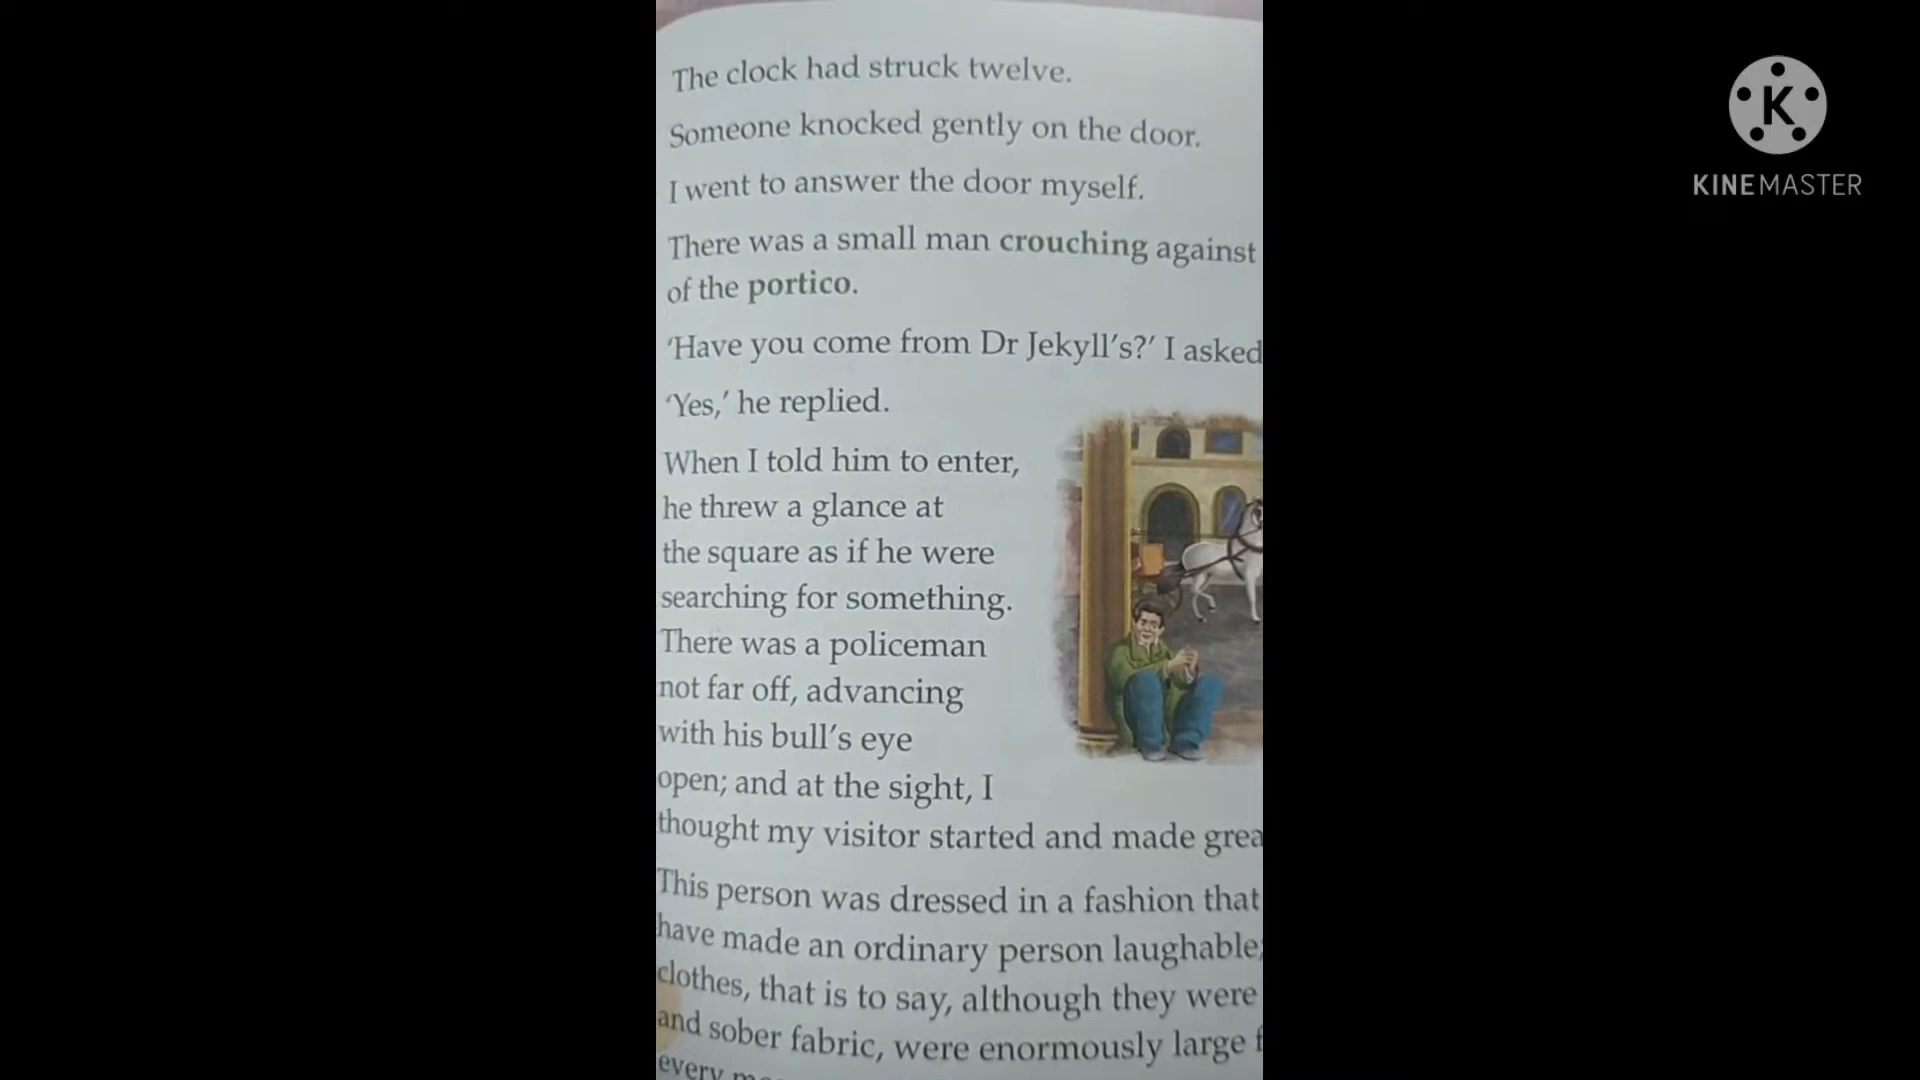 The clock had struck twelve.
Someone knocked gently on the door.
I went to answer the door myself.
There was a small man crouching against
of the portico.
‘Have you come from Dr Jekyll’s?’ I asked
‘Yes,’ he replied.
When I told him to enter,
he threw a glance at
the square as if he were
searching for something.
There was a policeman
not far off, advancing
with his bull’s eye
open; and at the sight, I
thought my visitor started and made
This person was dressed in a fashion that
have made an ordinary person laughable;
clothes, that is to say, although they were
and sober fabric, were enormously large
every
KINEMASTER